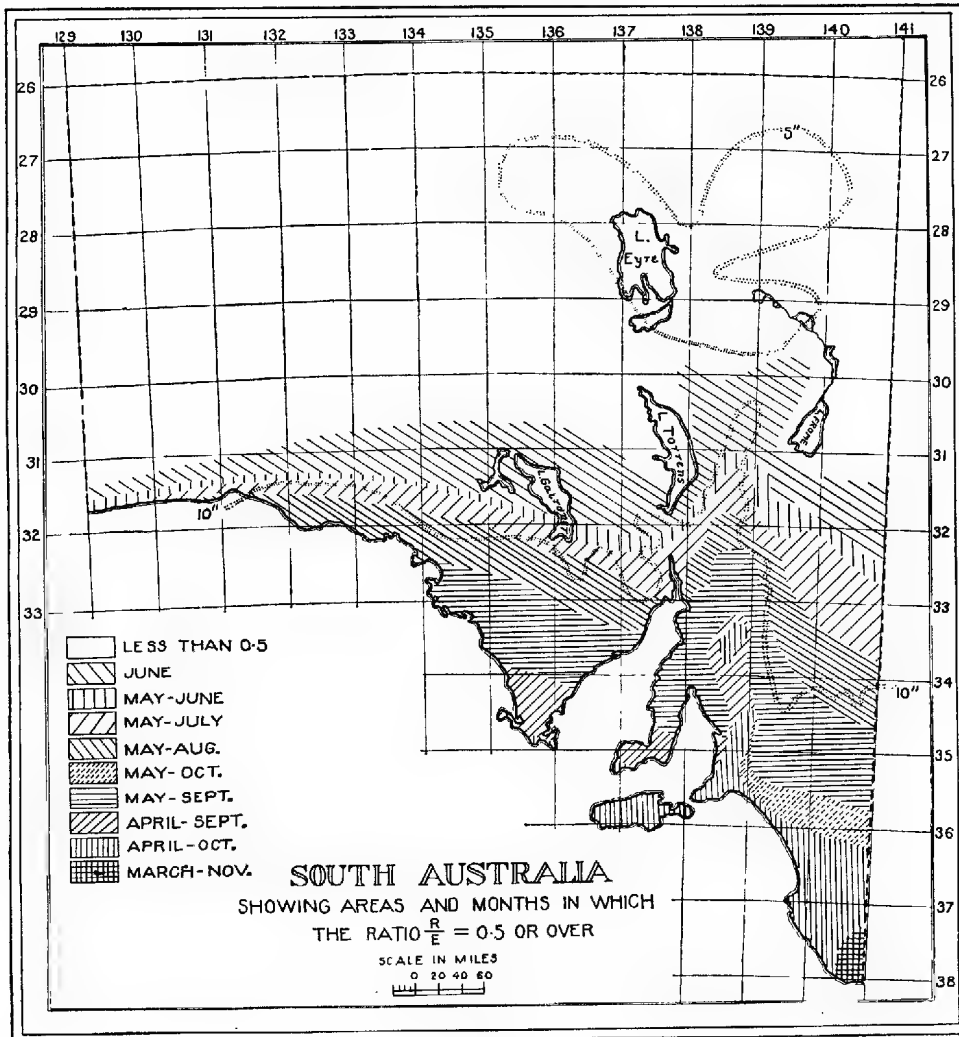 129 130 131 132 133 134 135 136 137 138 139 140 141
26 26
27 27
28 28
29 29
30 30
31 31
32 32
33 33
34
35
36
37
38
5"
L. Eyre
L. TORRENS
L. FROME
L. GAIRDNER
10"
10"
LESS THAN 0·5
JUNE
MAY-JUNE
MAY-JULY
MAY-AUG.
MAY-OCT.
MAY-SEPT.
APRIL-SEPT.
APRIL-OCT.
MARCH-NOV.
SOUTH AUSTRALIA
SHOWING AREAS AND MONTHS IN WHICH
THE RATIO R/E = 0·5 OR OVER
SCALE IN MILES
0 20 40 60